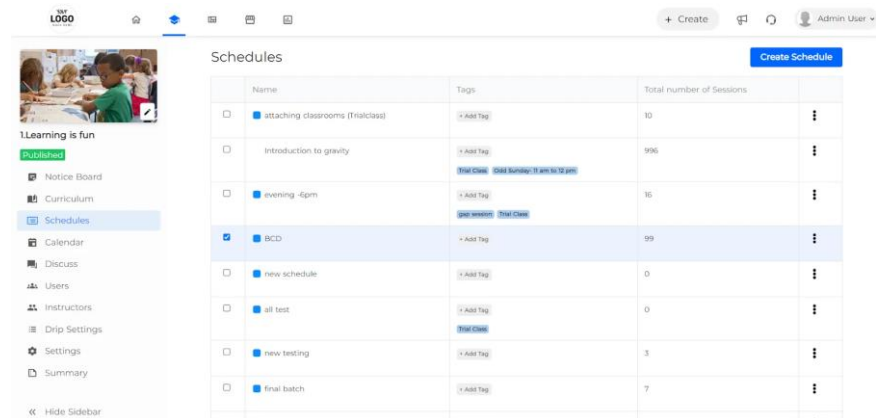 YOUR
LOGO
+ Create
Admin User
Schedules
Create Schedule
1.Learning is fun
Published
Notice Board
Curriculum
Schedules
Calendar
Discuss
Users
Instructors
Drip Settings
Settings
Summary
Hide Sidebar
Name Tags Total number of Sessions
attaching classrooms (Trialclass) + Add Tag 10
Introduction to gravity + Add Tag 996
Trial Class Odd Sunday- 11 am to 12 pm
evening -6pm + Add Tag 16
gap session Trial Class
BCD + Add Tag 99
new schedule + Add Tag 0
all test + Add Tag 0
Trial Class
new testing + Add Tag 3
final batch + Add Tag 7